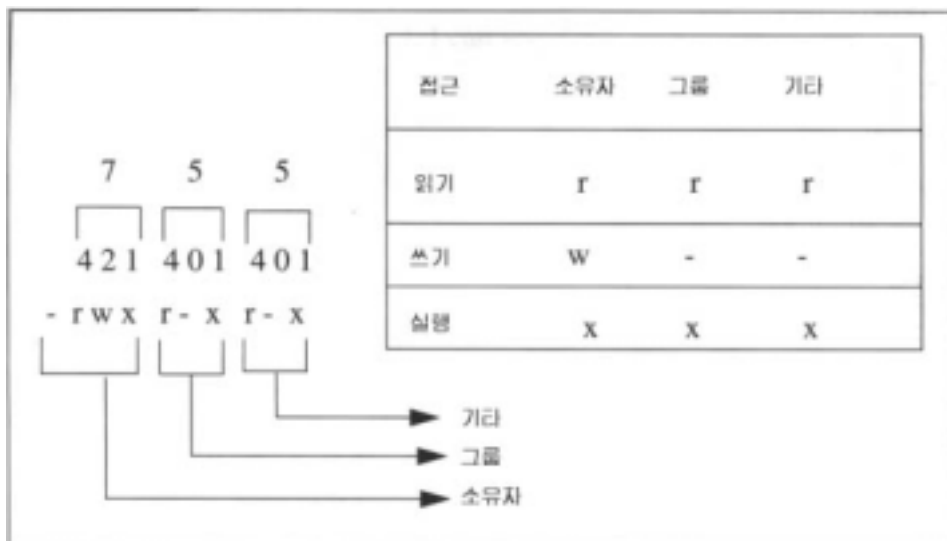 7 5 5
4 2 1 4 0 1 4 0 1
- r w x r - x r - x
접근 소유자 그룹 기타
읽기 r r r
쓰기 w - -
실행 x x x
기타
그룹
소유자